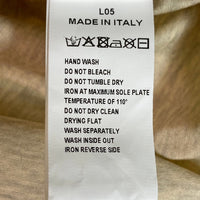 L05
MADE IN ITALY
HAND WASH
DO NOT BLEACH
DO NOT TUMBLE DRY
IRON AT MAXIMUM SOLE PLATE
TEMPERATURE OF 110°
DO NOT DRY CLEAN
DRYING FLAT
WASH SEPARATELY
WASH INSIDE OUT
IRON REVERSE SIDE